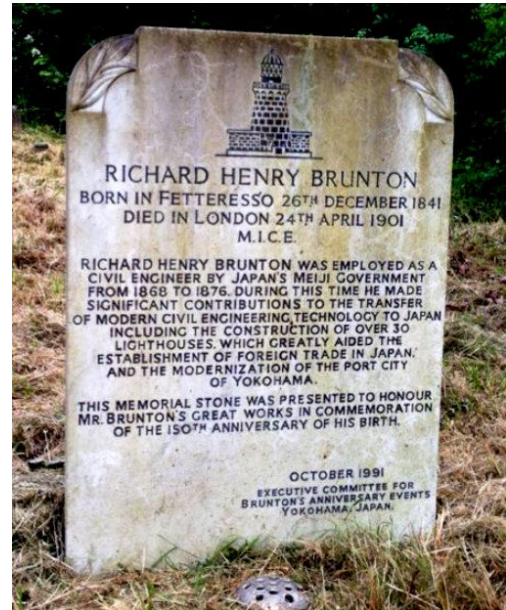 RICHARD HENRY BRUNTON
BORN IN FETTERESSO 26TH DECEMBER 1841
DIED IN LONDON 24TH APRIL 1901
M.I.C.E.
RICHARD HENRY BRUNTON WAS EMPLOYED AS A
CIVIL ENGINEER BY JAPAN'S MEIJI GOVERNMENT
FROM 1868 TO 1876. DURING THIS TIME HE MADE
SIGNIFICANT CONTRIBUTIONS TO THE TRANSFER
OF MODERN CIVIL ENGINEERING TECHNOLOGY TO JAPAN
INCLUDING THE CONSTRUCTION OF OVER 30
LIGHTHOUSES, WHICH GREATLY AIDED THE
ESTABLISHMENT OF FOREIGN TRADE IN JAPAN,
AND THE MODERNIZATION OF THE PORT CITY
OF YOKOHAMA.
THIS MEMORIAL STONE WAS PRESENTED TO HONOUR
MR. BRUNTON'S GREAT WORKS IN COMMEMORATION
OF THE 150TH ANNIVERSARY OF HIS BIRTH.
OCTOBER 1991
EXECUTIVE COMMITTEE FOR
BRUNTON'S ANNIVERSARY EVENTS
YOKOHAMA, JAPAN.